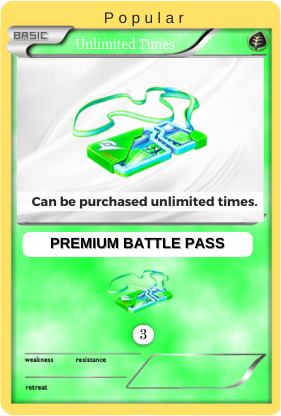 Popular
BASIC
Unlimited Times
Can be purchased unlimited times.
PREMIUM BATTLE PASS
3
weakness resistance
retreat